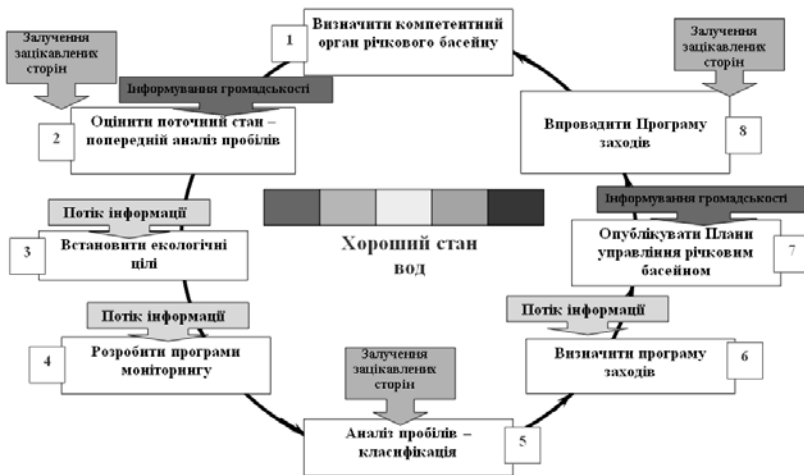 Залучення
зацікавлених
сторін
1
Визначити компетентний
орган річкового басейну
Залучення
зацікавлених
сторін
Інформування громадськості
2
Оцінити поточний стан –
попередній аналіз пробілів
Впровадити Програму
заходів
8
Потік інформації
3
Встановити екологічні
цілі
Хороший стан
вод
Інформування громадськості
Опублікувати Плани
управління річковим
басейном
7
Потік інформації
4
Розробити програми
моніторингу
Залучення
зацікавлених
сторін
Потік інформації
Визначити програму
заходів
6
Аналіз пробілів –
класифікація
5